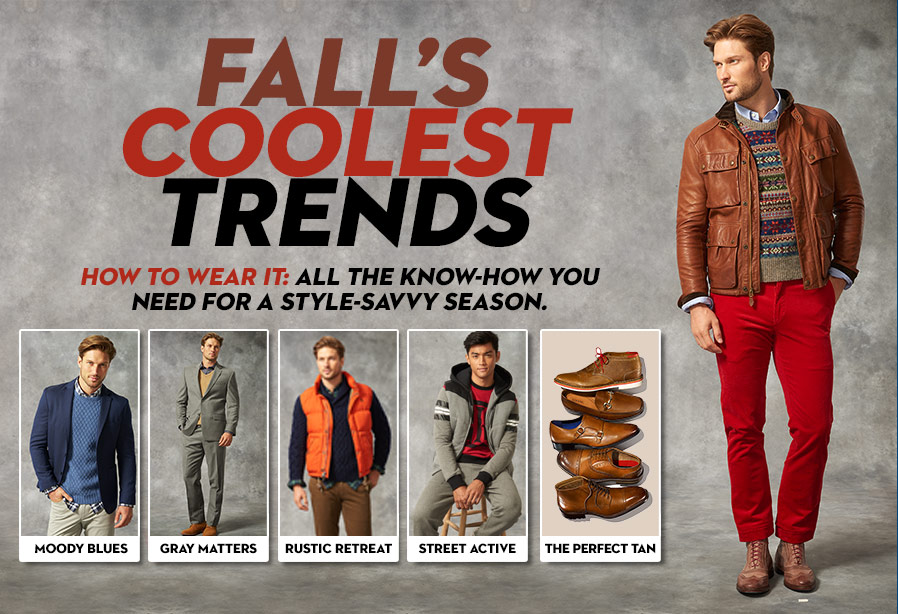 FALL'S
COOLEST
TRENDS
HOW TO WEAR IT: ALL THE KNOW-HOW YOU
NEED FOR A STYLE-SAVVY SEASON.
MOODY BLUES
GRAY MATTERS
RUSTIC RETREAT
STREET ACTIVE
THE PERFECT TAN